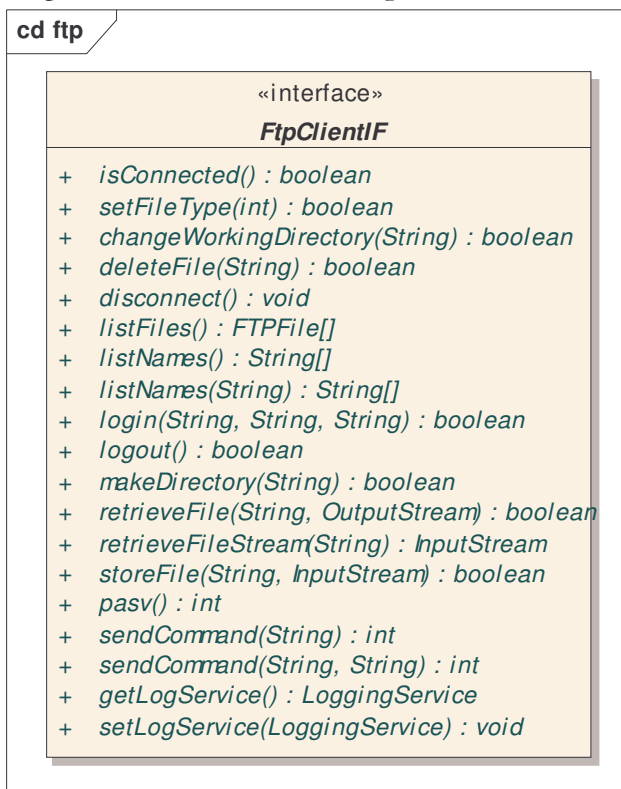 cd ftp
«interface»
FtpClientIF
+ isConnected() : boolean
+ setFileType(int) : boolean
+ changeWorkingDirectory(String) : boolean
+ deleteFile(String) : boolean
+ disconnect() : void
+ listFiles() : FTPFile[]
+ listNames() : String[]
+ listNames(String) : String[]
+ login(String, String, String) : boolean
+ logout() : boolean
+ makeDirectory(String) : boolean
+ retrieveFile(String, OutputStream) : boolean
+ retrieveFileStream(String) : InputStream
+ storeFile(String, InputStream) : boolean
+ pasv() : int
+ sendCommand(String) : int
+ sendCommand(String, String) : int
+ getLogService() : LoggingService
+ setLogService(LoggingService) : void